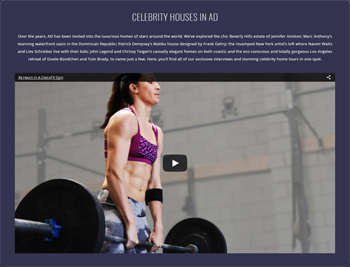 CELEBRITY HOUSES IN AD
Over the years, AD has been invited into the luxurious homes of stars around the world. We've explored the chic Beverly Hills estate of Jennifer Aniston; Marc Anthony's
stunning waterfront oasis in the Dominican Republic; Patrick Dempsey's Malibu house designed by Frank Gehry; the revamped New York artist's loft where Naomi Watts
and Liev Schreiber live with their kids; John Legend and Chrissy Teigen's casually elegant homes on both coasts; and the eco-conscious and totally gorgeous Los Angeles
retreat of Gisele Bündchen and Tom Brady, to name just a few. Here, you'll find all of our exclusive interviews and stunning celebrity home tours in one spot.
In A Crossfit Gym